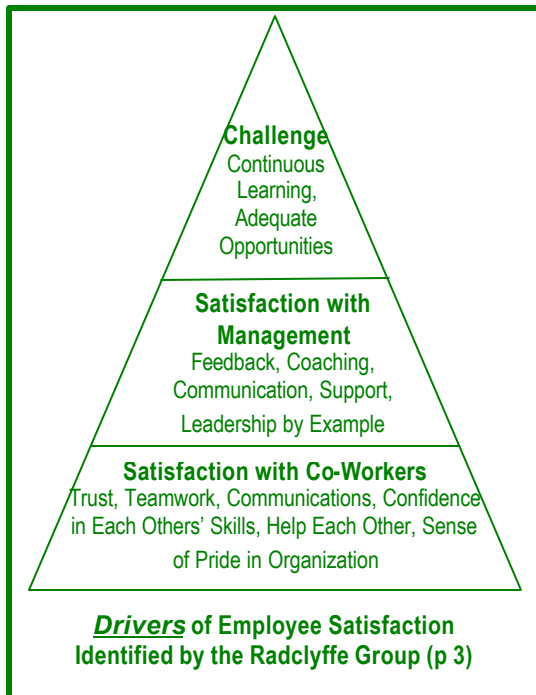 Challenge
Continuous
Learning,
Adequate
Opportunities
Satisfaction with
Management
Feedback, Coaching,
Communication, Support,
Leadership by Example
Satisfaction with Co-Workers
Trust, Teamwork, Communications, Confidence
in Each Others’ Skills, Help Each Other, Sense
of Pride in Organization
Drivers of Employee Satisfaction
Identified by the Radclyffe Group (p 3)